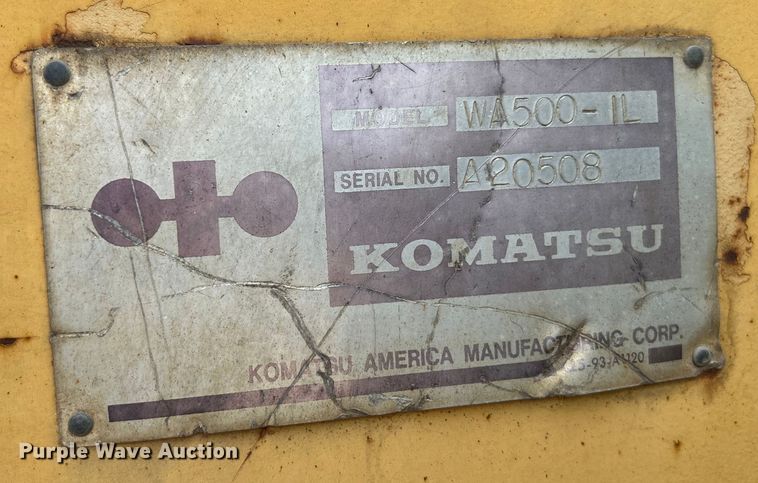 MODEL WA500-1L
SERIAL NO. A20508
KOMATSU
KOMATSU AMERICA MANUFACTURING CORP.
Purple Wave Auction